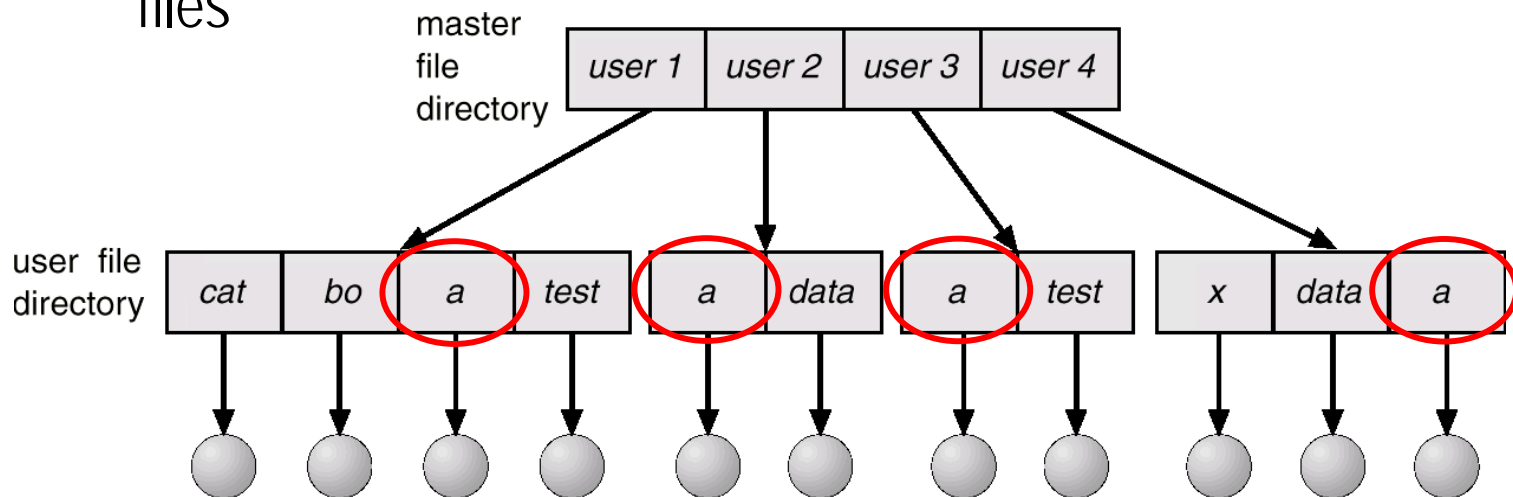 files
master
file
directory
user 1 user 2 user 3 user 4
user file
directory
cat bo a test a data a test x data a